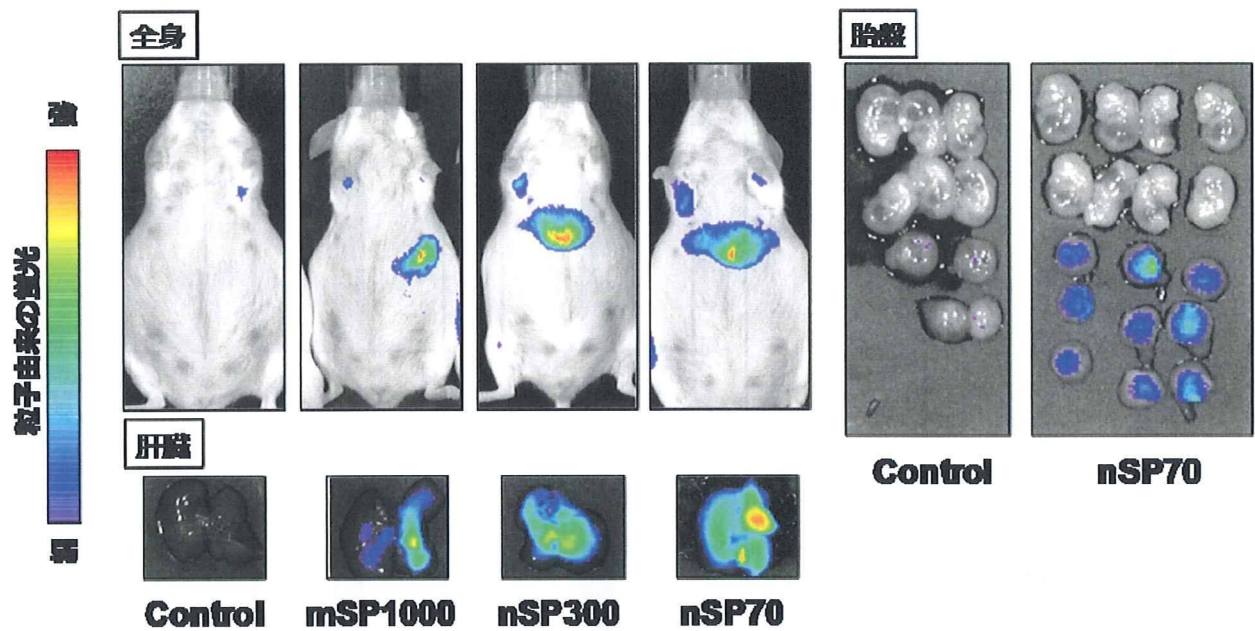 全身
胎盤
強
粒子由来の蛍光
弱
肝臓
Control
nSP70
Control
mSP1000
nSP300
nSP70